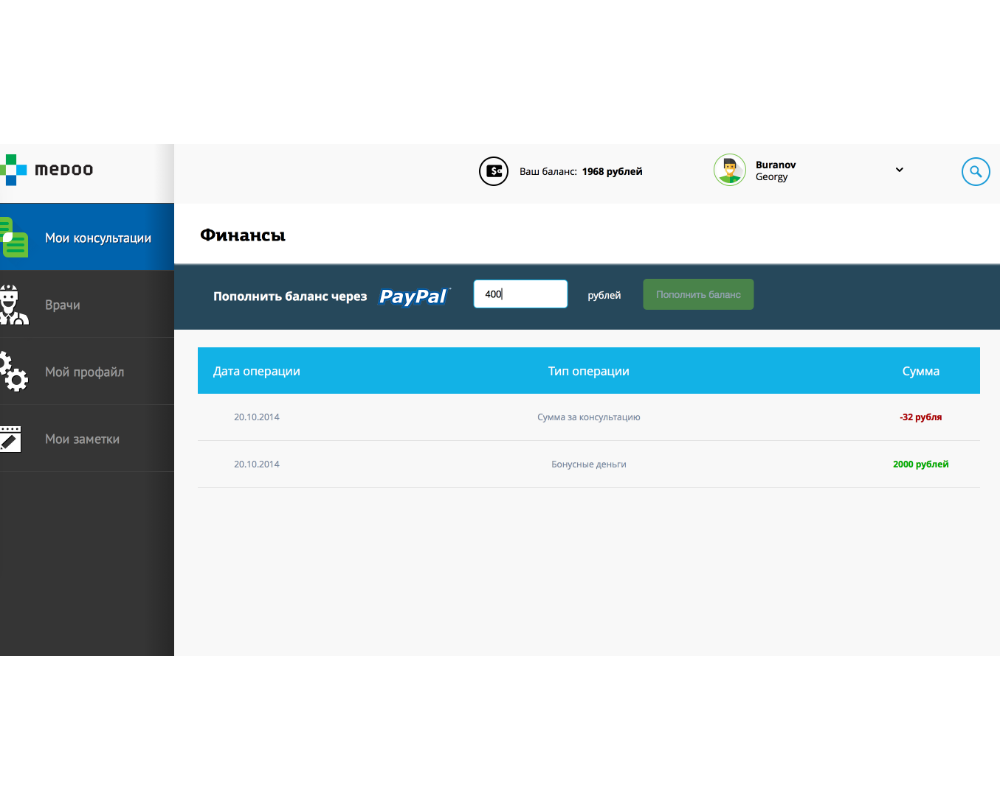 меDOO
Ваш баланс: 1968 рублей
Buranov
Georgy
Мои консультации
Врачи
Мой профайл
Мои заметки
Финансы
Пополнить баланс через PayPal 400 рублей Пополнить баланс
Дата операции Тип операции Сумма
20.10.2014 Сумма за консультацию -32 рубля
20.10.2014 Бонусные деньги 2000 рублей